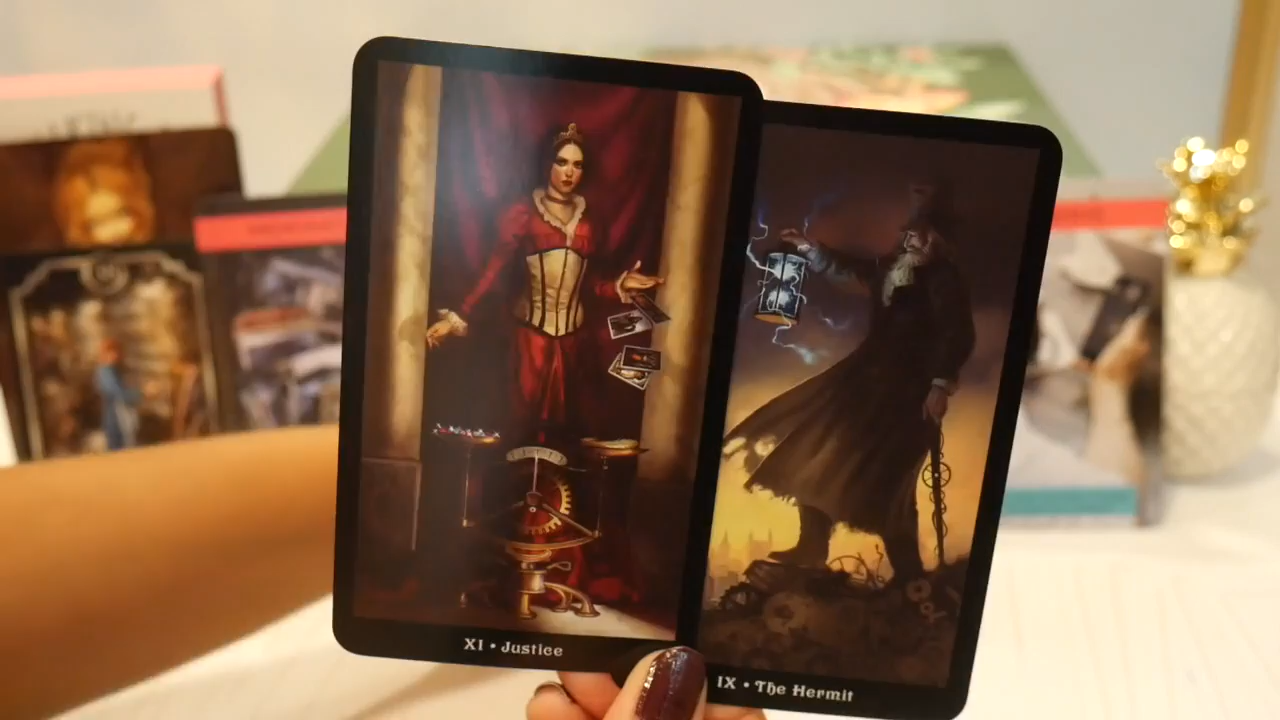 XI • Justice
IX • The Hermit